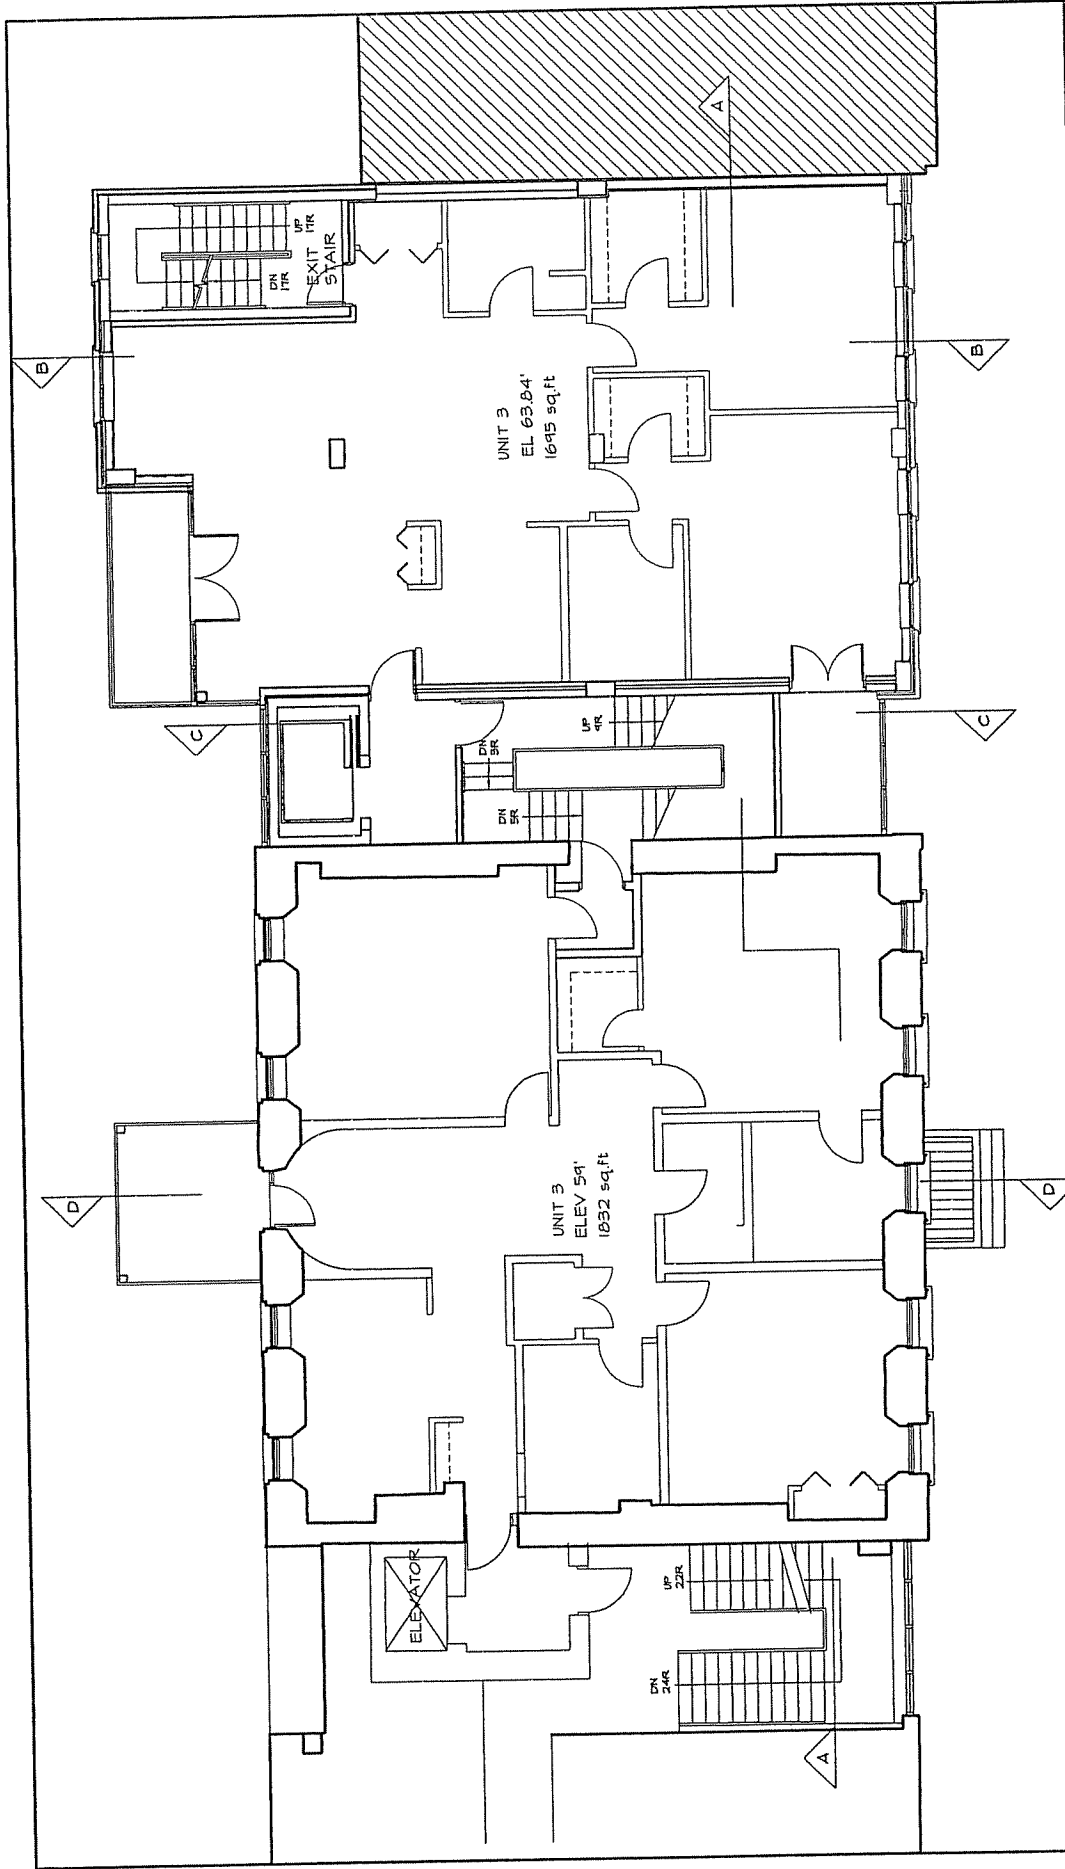 A
UP
17R
DN
17R
EXIT
STAIR
B
B
UNIT 3
EL 63.84'
1695 sq.ft
C
C
UP
9R
DN
3R
DN
5R
D
D
UNIT 3
ELEV 59'
1832 sq.ft
ELEVATOR
UP
22R
DN
24R
A